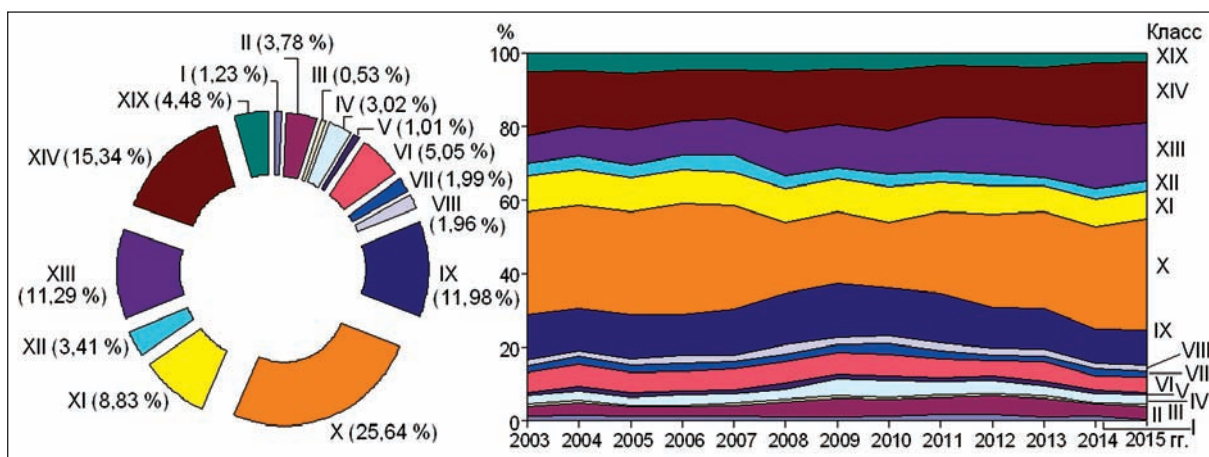 II (3,78 %)
I (1,23 %)
III (0,53 %)
XIX (4,48 %)
IV (3,02 %)
V (1,01 %)
XIV (15,34 %)
VI (5,05 %)
VII (1,99 %)
VIII
(1,96 %)
XIII
(11,29 %)
IX
(11,98 %)
XII (3,41 %)
XI (8,83 %)
X (25,64 %)
%
100
80
60
40
20
0
2003 2004 2005 2006 2007 2008 2009 2010 2011 2012 2013 2014 2015 гг.
Класс
XIX
XIV
XIII
XII
XI
X
IX
VIII
VII
VI
V
IV
II III
I